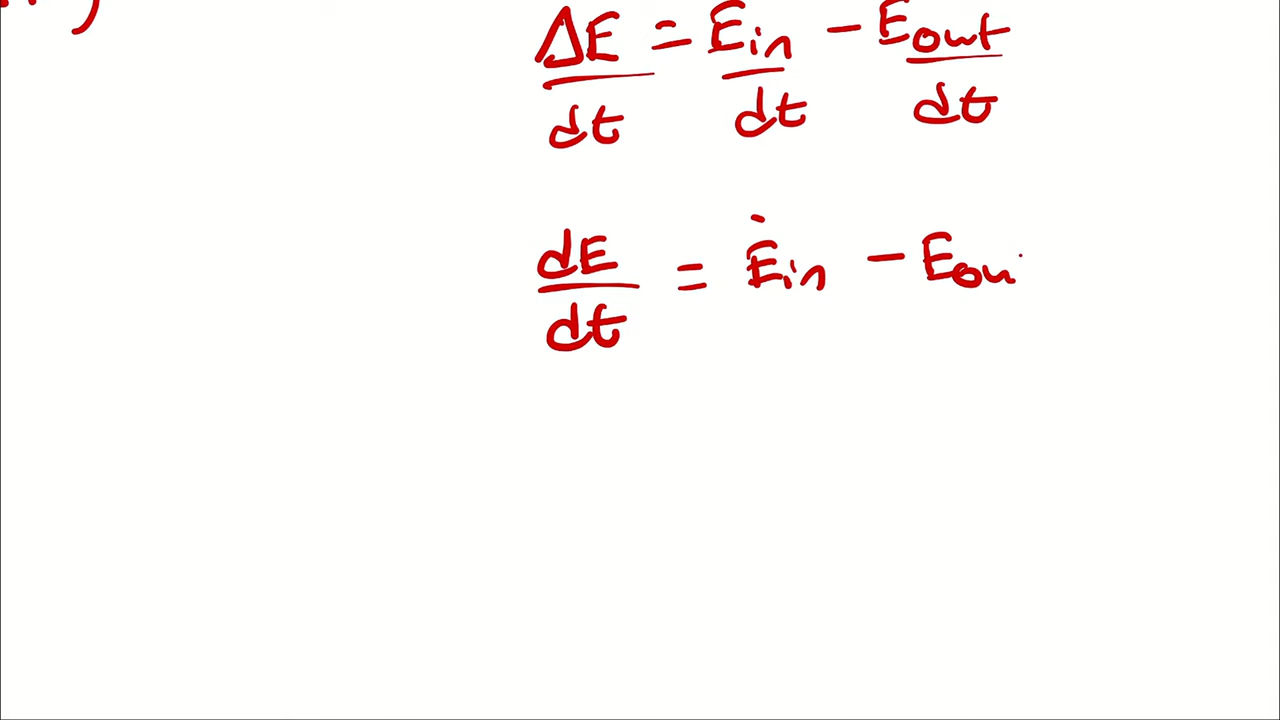 ΔE/dt = Ein/dt − Eout/dt
dE/dt = Ėin − Eou